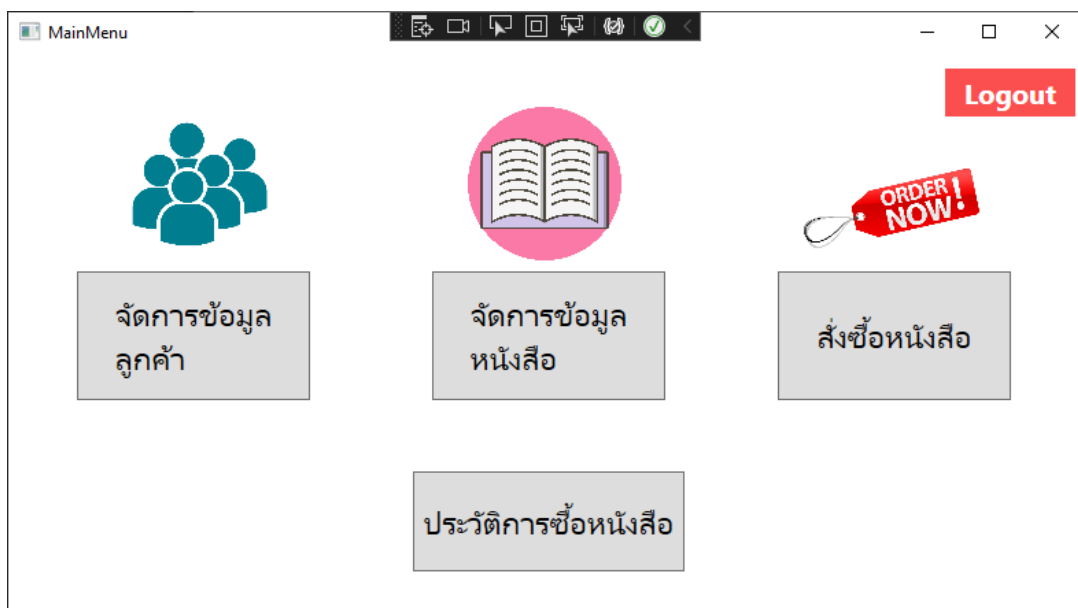 MainMenu
Logout
ORDER
NOW!
จัดการข้อมูล
ลูกค้า
จัดการข้อมูล
หนังสือ
สั่งซื้อหนังสือ
ประวัติการซื้อหนังสือ